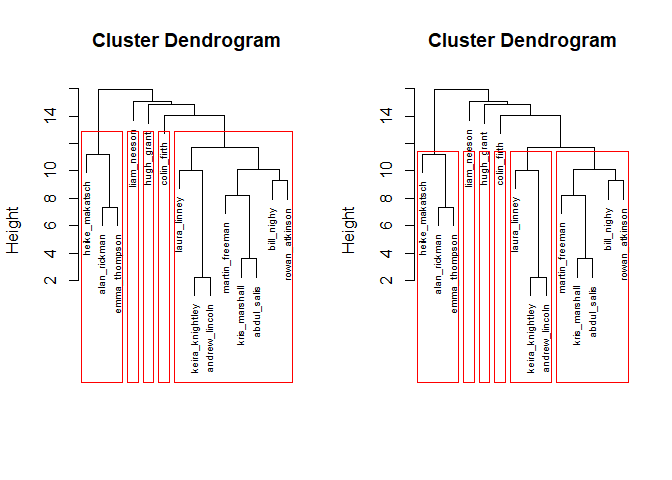 Cluster Dendrogram
Height
14
10
8
6
4
2
heike_makatsch
alan_rickman
emma_thompson
liam_neeson
hugh_grant
colin_firth
laura_linney
keira_knightley
andrew_lincoln
martin_freeman
kris_marshall
abdul_salis
bill_nighy
rowan_atkinson
Cluster Dendrogram
Height
14
10
8
6
4
2
heike_makatsch
alan_rickman
emma_thompson
liam_neeson
hugh_grant
colin_firth
laura_linney
keira_knightley
andrew_lincoln
martin_freeman
kris_marshall
abdul_salis
bill_nighy
rowan_atkinson